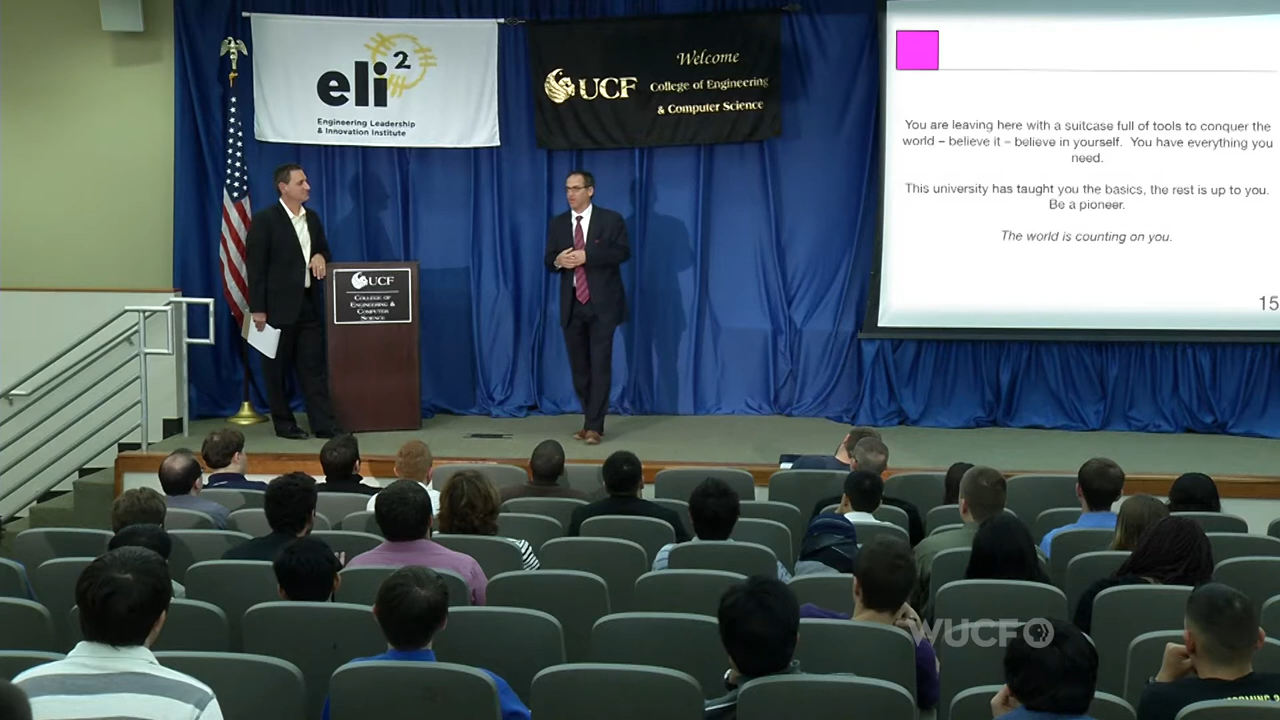 eli2
Engineering Leadership
& Innovation Institute
Welcome
UCF
College of Engineering
& Computer Science
You are leaving here with a suitcase full of tools to conquer the
world – believe it – believe in yourself. You have everything you
need.
This university has taught you the basics, the rest is up to you.
Be a pioneer.
The world is counting on you.
15
UCF
College of
Engineering &
Computer
Science
WUCF PBS